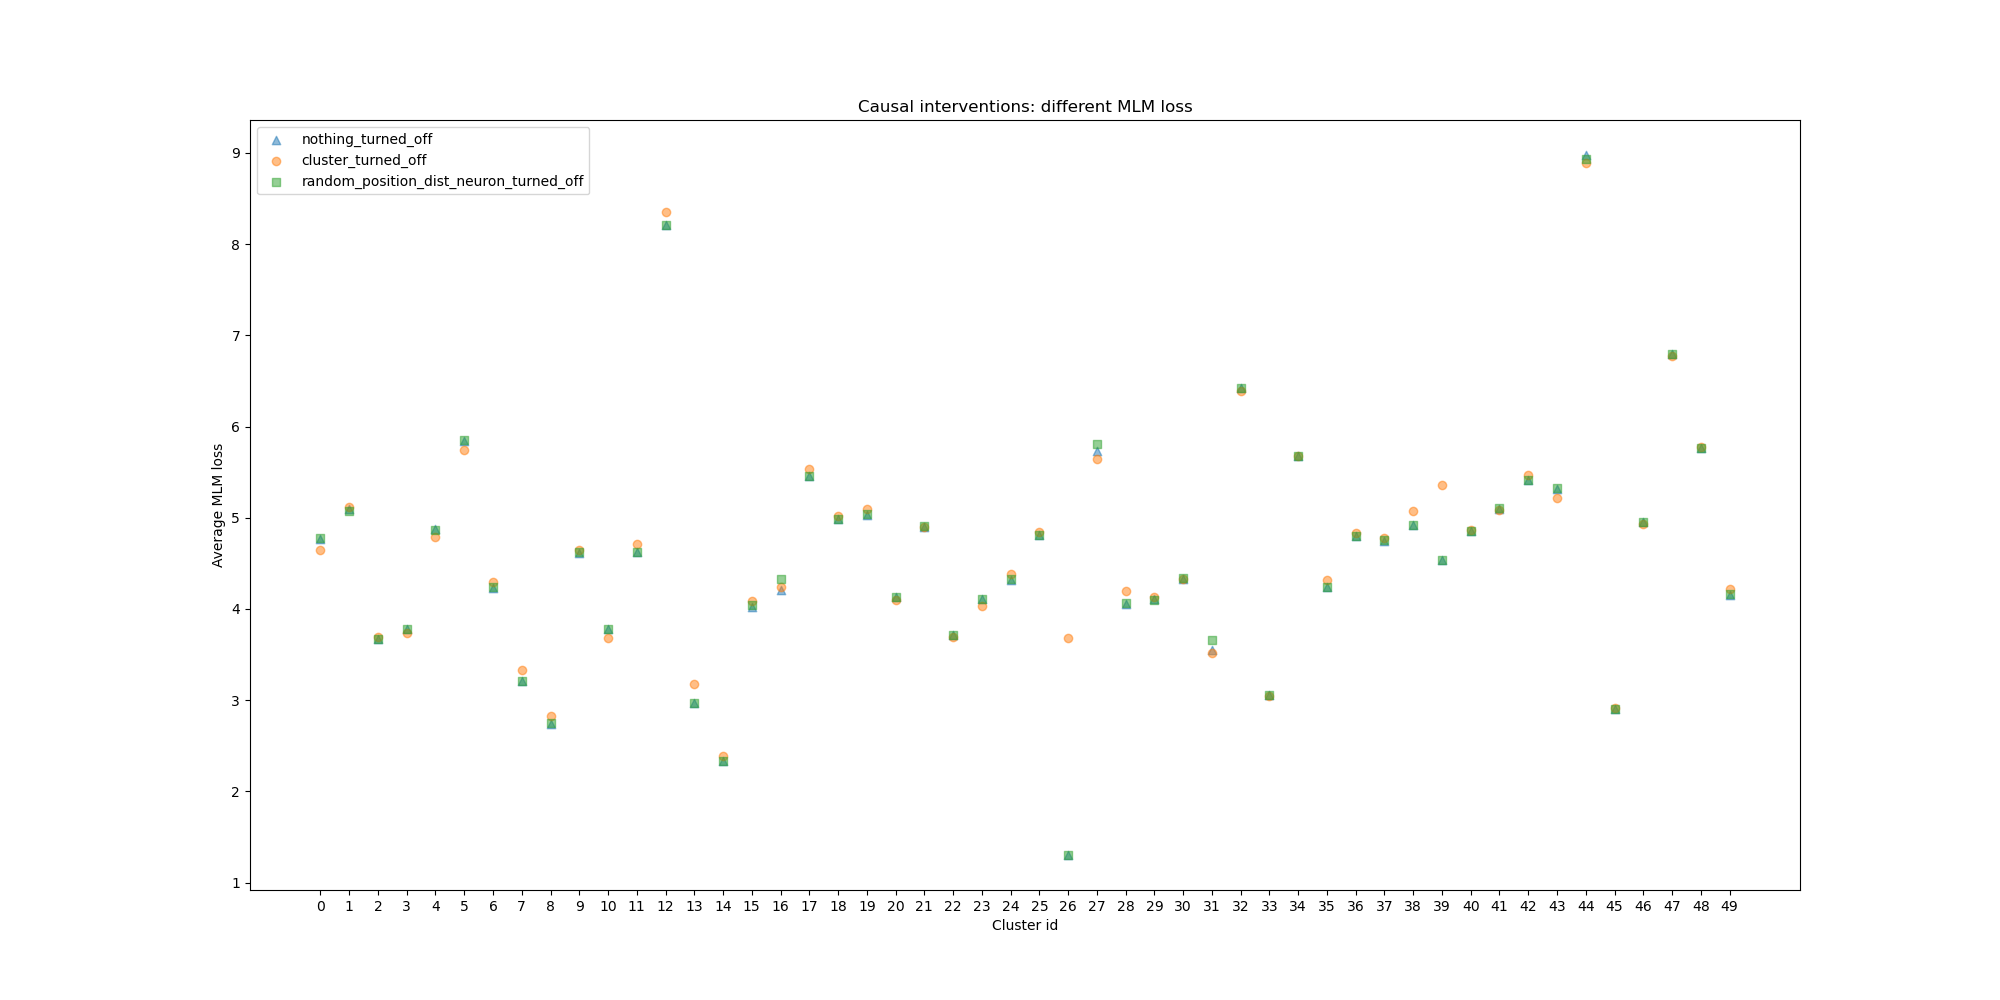 Causal interventions: different MLM loss
nothing_turned_off
cluster_turned_off
random_position_dist_neuron_turned_off
Average MLM loss
9
8
7
6
5
4
3
2
1
0 1 2 3 4 5 6 7 8 9 10 11 12 13 14 15 16 17 18 19 20 21 22 23 24 25 26 27 28 29 30 31 32 33 34 35 36 37 38 39 40 41 42 43 44 45 46 47 48 49
Cluster id